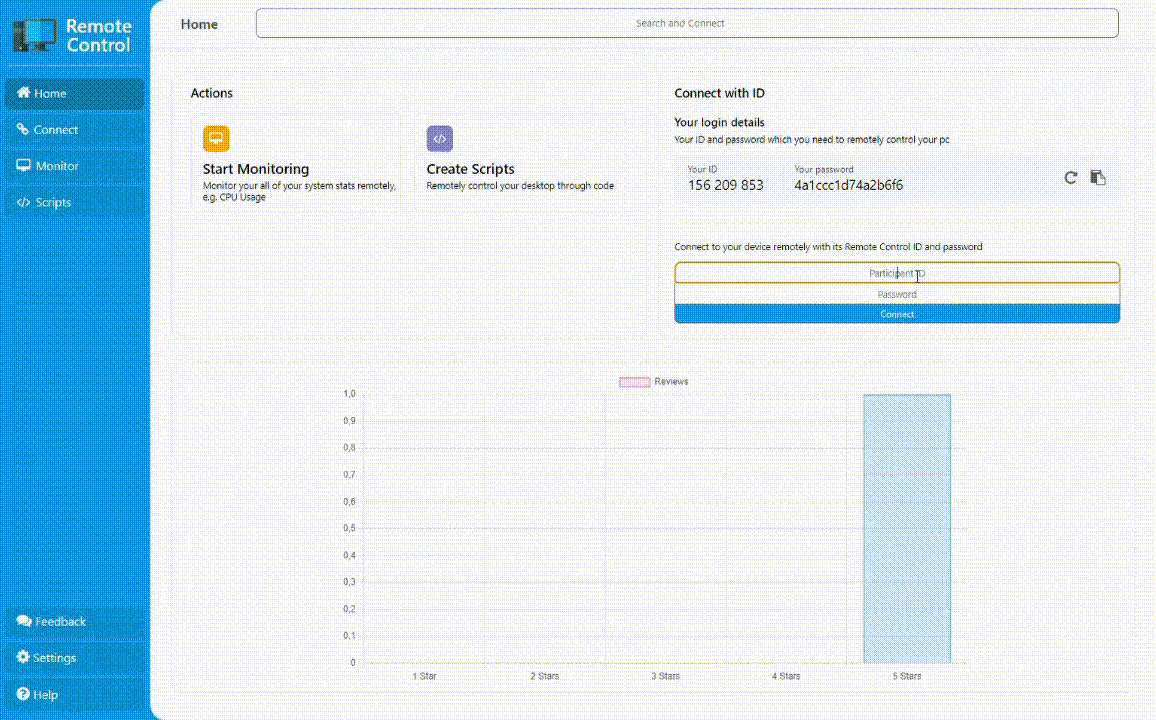 Remote
Control
Home
Connect
Monitor
Scripts
Feedback
Settings
Help
Home
Search and Connect
Actions
Start Monitoring
Monitor your all of your system stats remotely,
e.g. CPU Usage
Create Scripts
Remotely control your desktop through code
Connect with ID
Your login details
Your ID and password which you need to remotely control your pc
Your ID
156 209 853
Your password
4a1ccc1d74a2b6f6
Connect to your device remotely with its Remote Control ID and password
Participant ID
Password
Connect
Reviews
1,0
0,9
0,8
0,7
0,6
0,5
0,4
0,3
0,2
0,1
0
1 Star
2 Stars
3 Stars
4 Stars
5 Stars